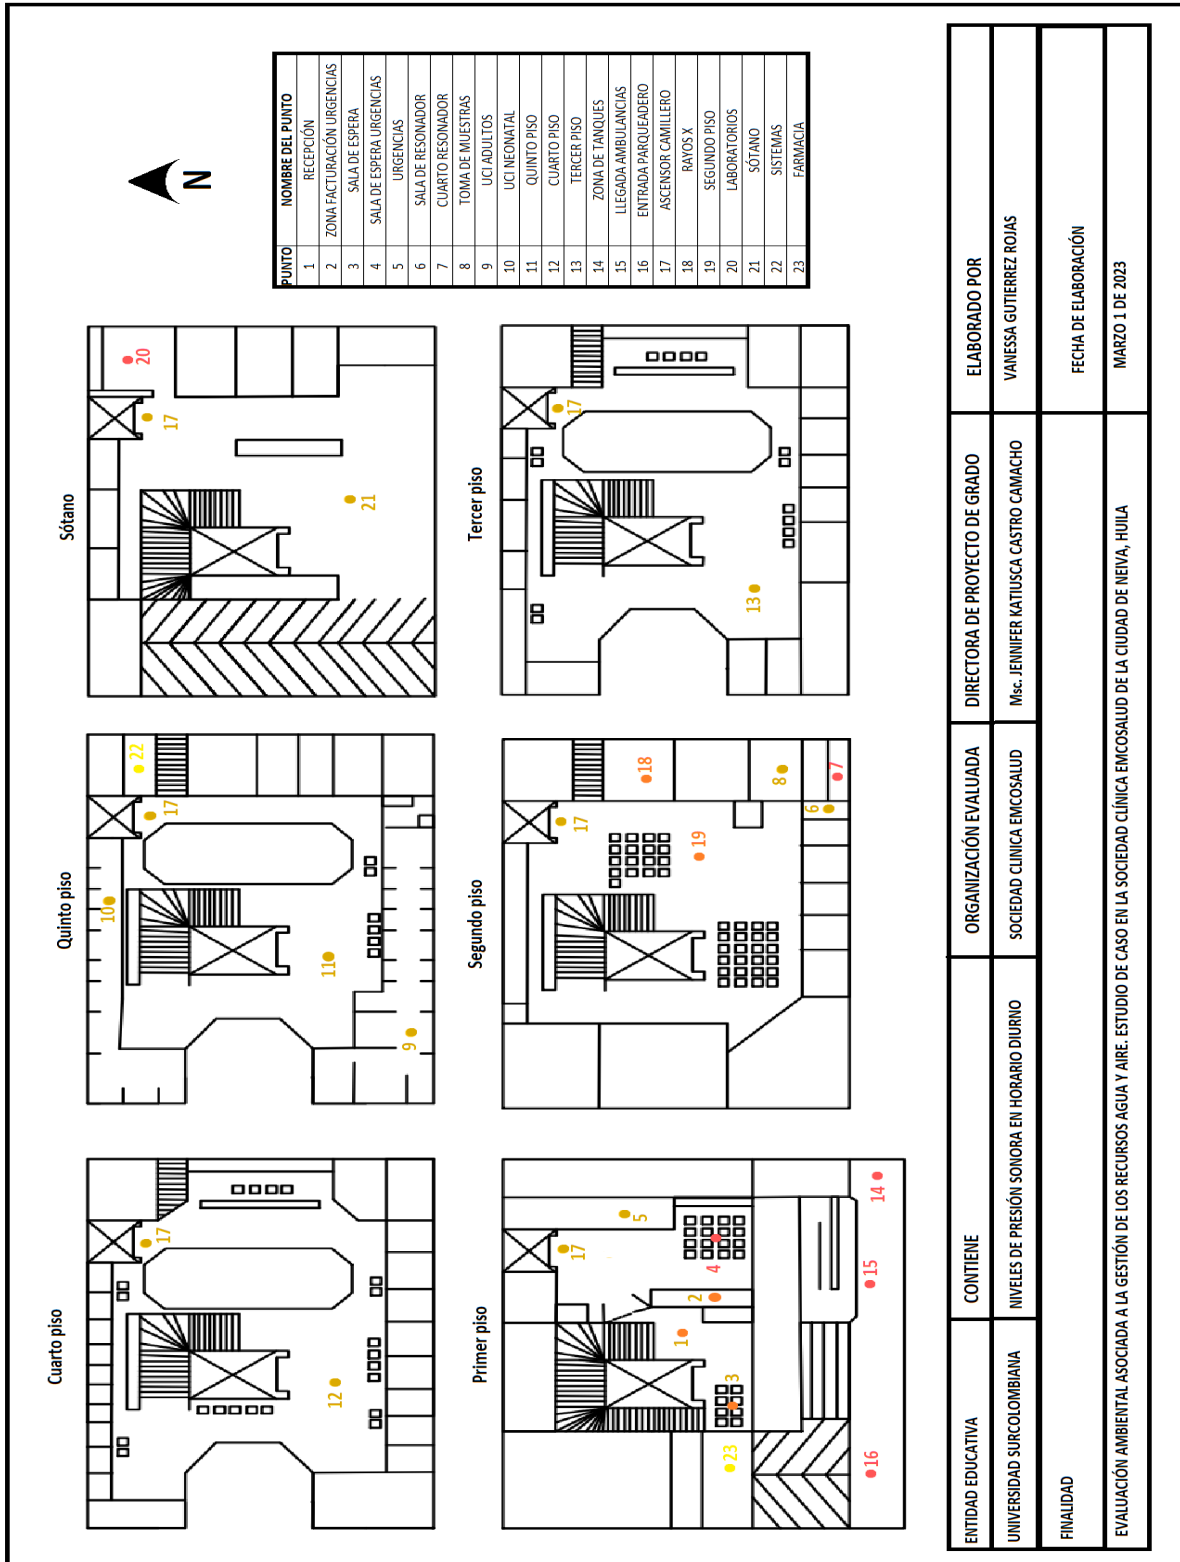 Cuarto piso
17
12
Quinto piso
22
17
10
11
9
Sótano
20
17
21
N
PUNTO NOMBRE DEL PUNTO
1 RECEPCIÓN
2 ZONA FACTURACIÓN URGENCIAS
3 SALA DE ESPERA
4 SALA DE ESPERA URGENCIAS
5 URGENCIAS
6 SALA DE RESONADOR
7 CUARTO RESONADOR
8 TOMA DE MUESTRAS
9 UCI ADULTOS
10 UCI NEONATAL
11 QUINTO PISO
12 CUARTO PISO
13 TERCER PISO
14 ZONA DE TANQUES
15 LLEGADA AMBULANCIAS
16 ENTRADA PARQUEADERO
17 ASCENSOR CAMILLERO
18 RAYOS X
19 SEGUNDO PISO
20 LABORATORIOS
21 SÓTANO
22 SISTEMAS
23 FARMACIA
Primer piso
17
5
4
2
1
3
23
14
15
16
Segundo piso
17
18
19
8
6
7
Tercer piso
17
13
ENTIDAD EDUCATIVA CONTIENE ORGANIZACIÓN EVALUADA DIRECTORA DE PROYECTO DE GRADO ELABORADO POR
UNIVERSIDAD SURCOLOMBIANA NIVELES DE PRESIÓN SONORA EN HORARIO DIURNO SOCIEDAD CLINICA EMCOSALUD Msc. JENNIFER KATIUSCA CASTRO CAMACHO VANESSA GUTIERREZ ROJAS
FINALIDAD FECHA DE ELABORACIÓN
EVALUACIÓN AMBIENTAL ASOCIADA A LA GESTIÓN DE LOS RECURSOS AGUA Y AIRE. ESTUDIO DE CASO EN LA SOCIEDAD CLÍNICA EMCOSALUD DE LA CIUDAD DE NEIVA, HUILA MARZO 1 DE 2023